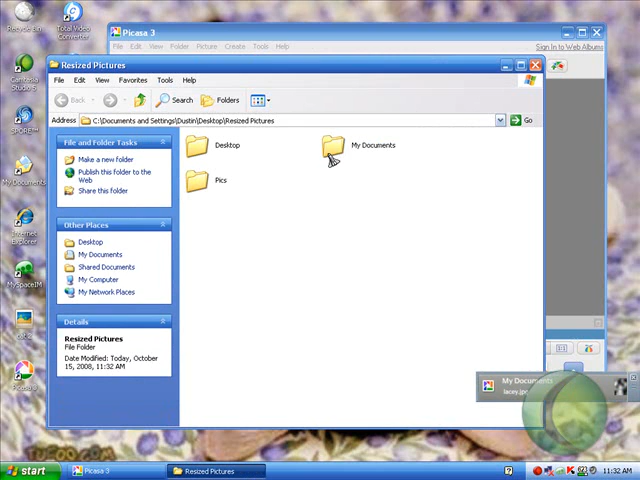 Recycle Bin
Total Video
Converter
Camtasia
Studio 5
SPORE™
My Documents
Internet
Explorer
MySpaceIM
Picasa 3
Picasa 3
File Edit View Folder Picture Create Tools Help
Sign In to Web Albums
Resized Pictures
File Edit View Favorites Tools Help
Back
Search
Folders
Address C:\Documents and Settings\Dustin\Desktop\Resized Pictures
Go
File and Folder Tasks
Make a new folder
Publish this folder to the
Web
Share this folder
Other Places
Desktop
My Documents
Shared Documents
My Computer
My Network Places
Details
Resized Pictures
File Folder
Date Modified: Today, October
15, 2008, 11:32 AM
Desktop
My Documents
Pics
My Documents
lacey.jpg
TUCOO.COM
start
Picasa 3
Resized Pictures
11:32 AM